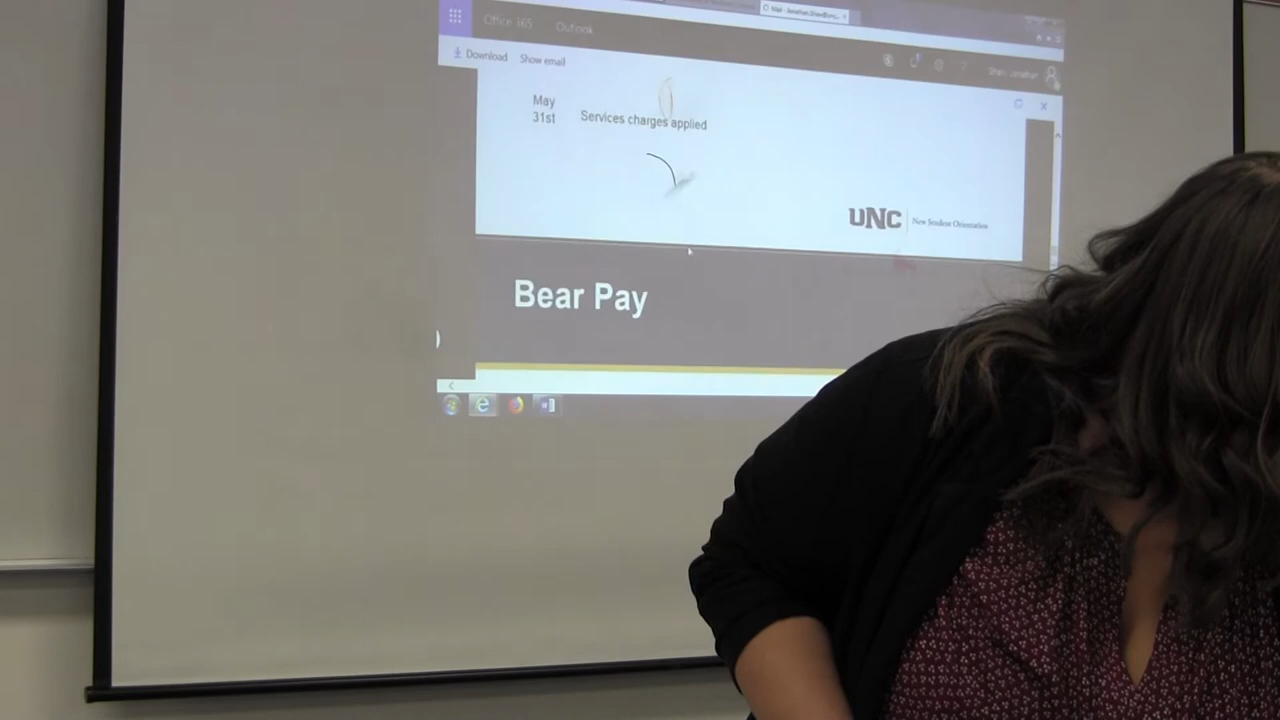 Office 365
Outlook
Download
Show email
May
31st
Services charges applied
UNC
New Student Orientation
Bear Pay